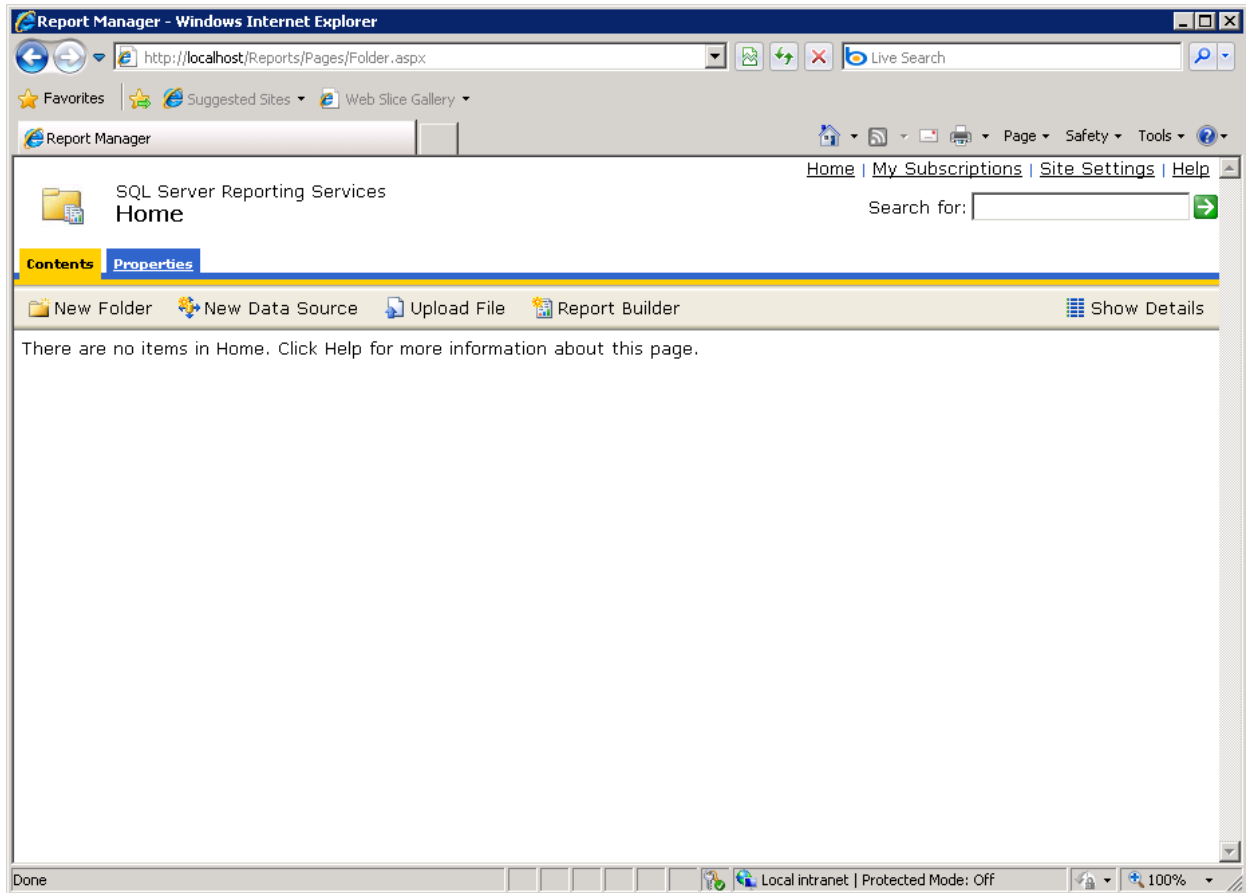 Report Manager - Windows Internet Explorer
http://localhost/Reports/Pages/Folder.aspx
Live Search
Favorites Suggested Sites Web Slice Gallery
Report Manager
Page Safety Tools
Home | My Subscriptions | Site Settings | Help
SQL Server Reporting Services
Home
Search for:
Contents Properties
New Folder New Data Source Upload File Report Builder Show Details
There are no items in Home. Click Help for more information about this page.
Done Local intranet | Protected Mode: Off 100%